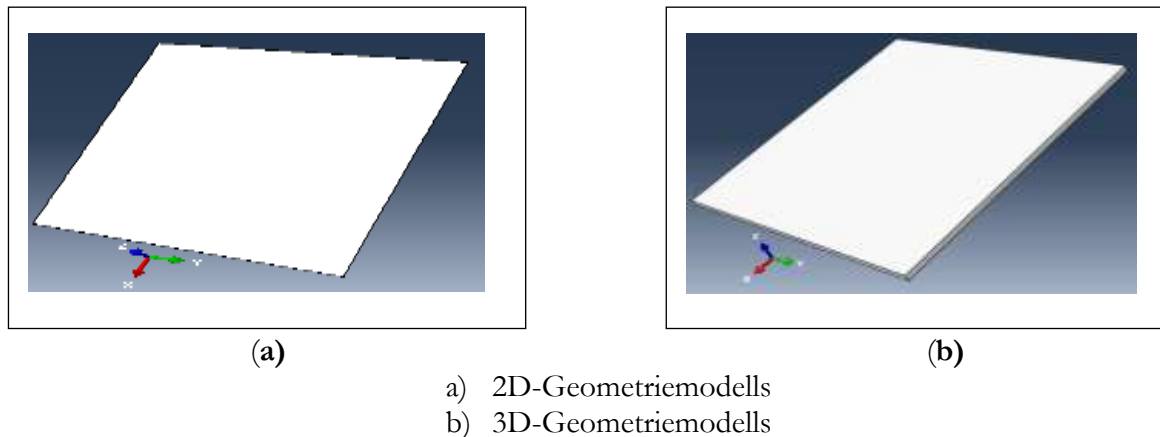 Z
Y
X
(a)
(b)
a) 2D-Geometriemodells
b) 3D-Geometriemodells